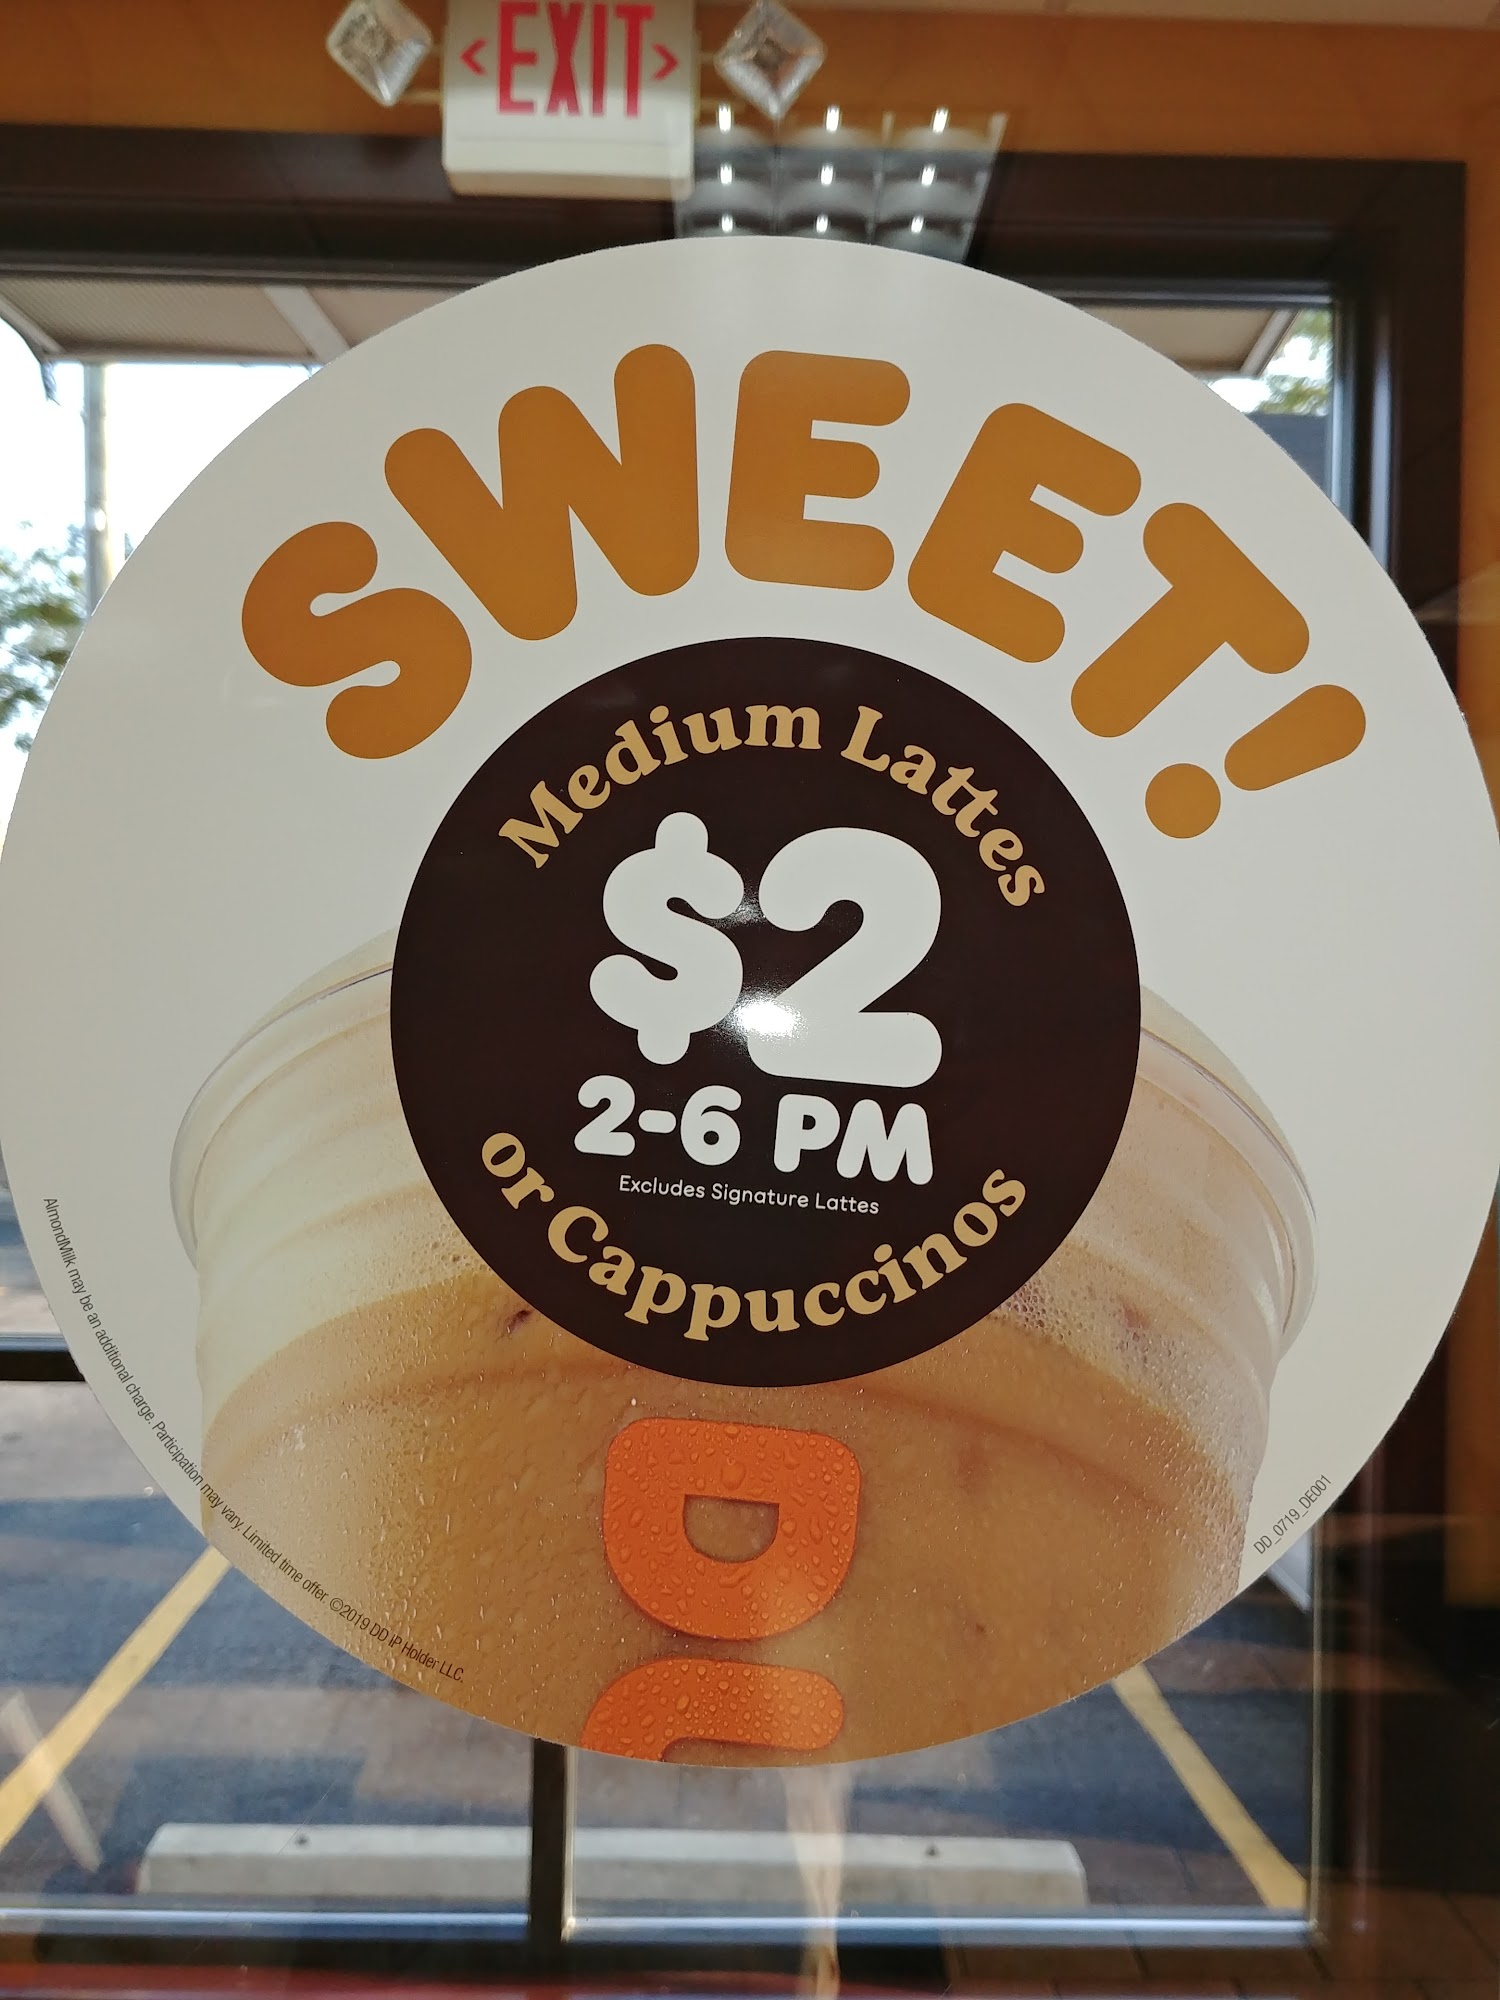 <EXIT>
SWEET!
Medium Lattes
$2
2-6 PM
Excludes Signature Lattes
or Cappuccinos
AlmondMilk may be an additional charge. Participation may vary. Limited time offer. ©2019 DD IP Holder LLC.
DD_0719_DE001
D